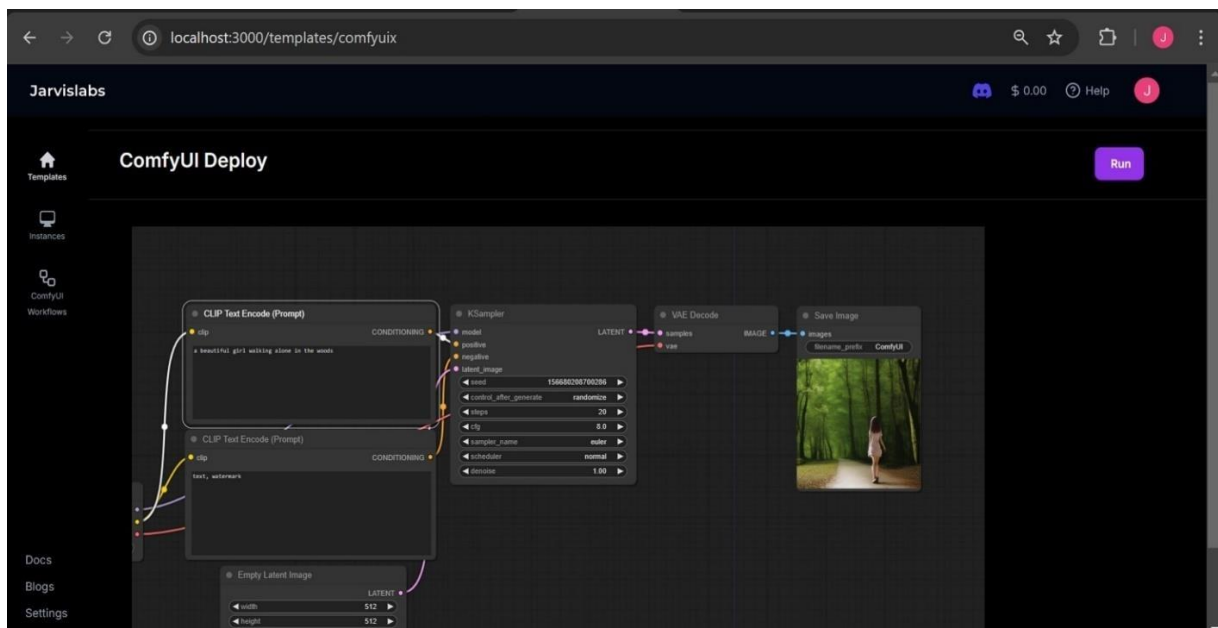 localhost:3000/templates/comfyuix
J
Jarvislabs
$ 0.00
Help
J
Templates
Instances
ComfyUI
Workflows
Docs
Blogs
Settings
ComfyUI Deploy
Run
CLIP Text Encode (Prompt)
clip CONDITIONING
a beautiful girl walking alone in the woods
CLIP Text Encode (Prompt)
clip CONDITIONING
text, watermark
Empty Latent Image
LATENT
width 512
height 512
KSampler
model LATENT
positive
negative
latent_image
seed 156680208700286
control_after_generate randomize
steps 20
cfg 8.0
sampler_name euler
scheduler normal
denoise 1.00
VAE Decode
samples IMAGE
vae
Save Image
images
filename_prefix ComfyUI